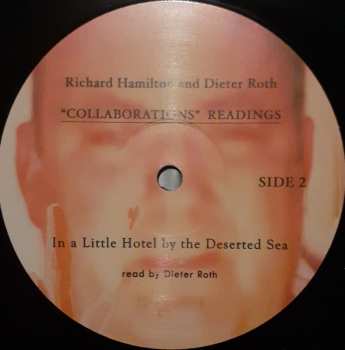 Richard Hamilton and Dieter Roth
"COLLABORATIONS" READINGS
SIDE 2
In a Little Hotel by the Deserted Sea
read by Dieter Roth